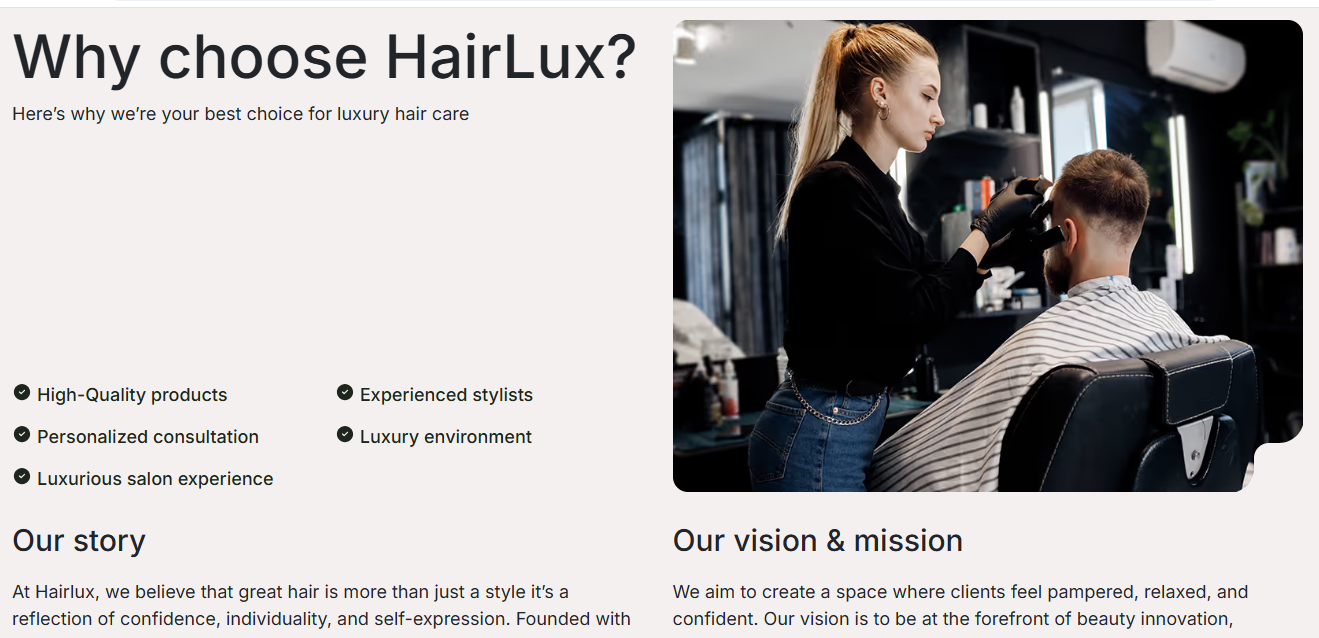 Why choose HairLux?
Here’s why we’re your best choice for luxury hair care
High-Quality products
Experienced stylists
Personalized consultation
Luxury environment
Luxurious salon experience
Our story
At Hairlux, we believe that great hair is more than just a style it’s a
reflection of confidence, individuality, and self-expression. Founded with
Our vision & mission
We aim to create a space where clients feel pampered, relaxed, and
confident. Our vision is to be at the forefront of beauty innovation,